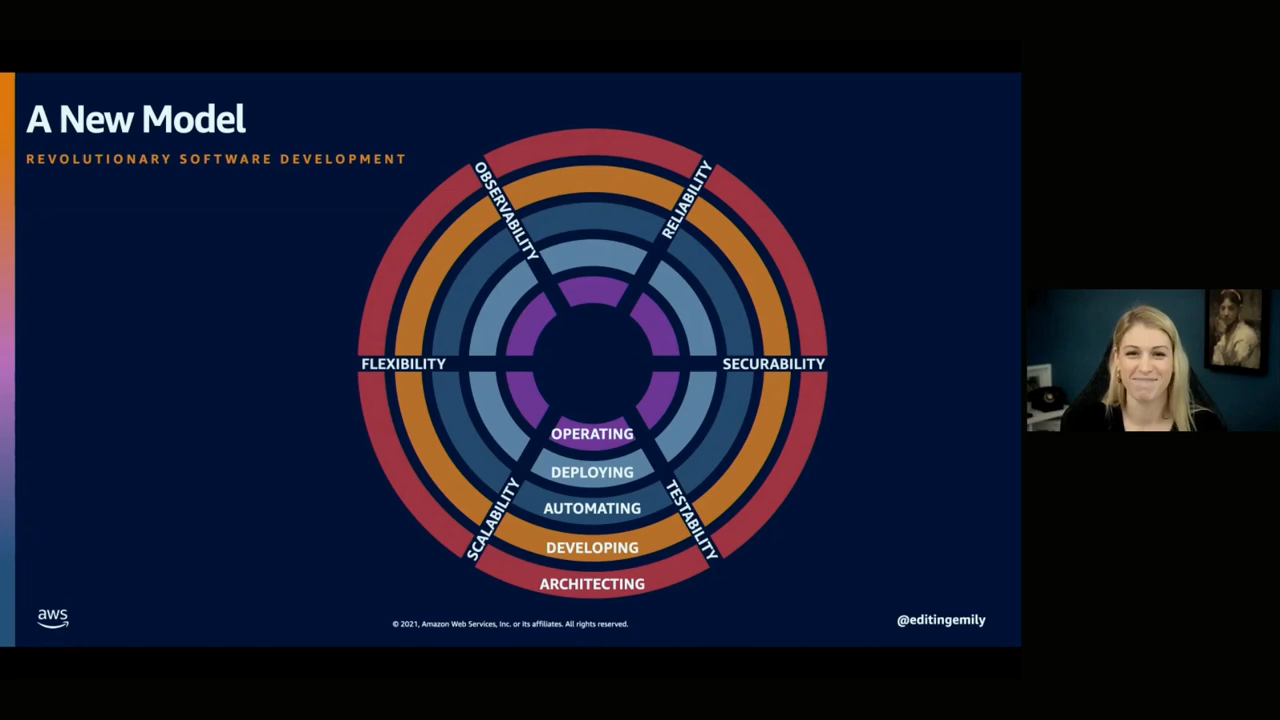 A New Model
REVOLUTIONARY SOFTWARE DEVELOPMENT
OBSERVABILITY
RELIABILITY
FLEXIBILITY
SECURABILITY
OPERATING
DEPLOYING
SCALABILITY
TESTABILITY
AUTOMATING
DEVELOPING
ARCHITECTING
aws
© 2021, Amazon Web Services, Inc. or its affiliates. All rights reserved.
@editingemily